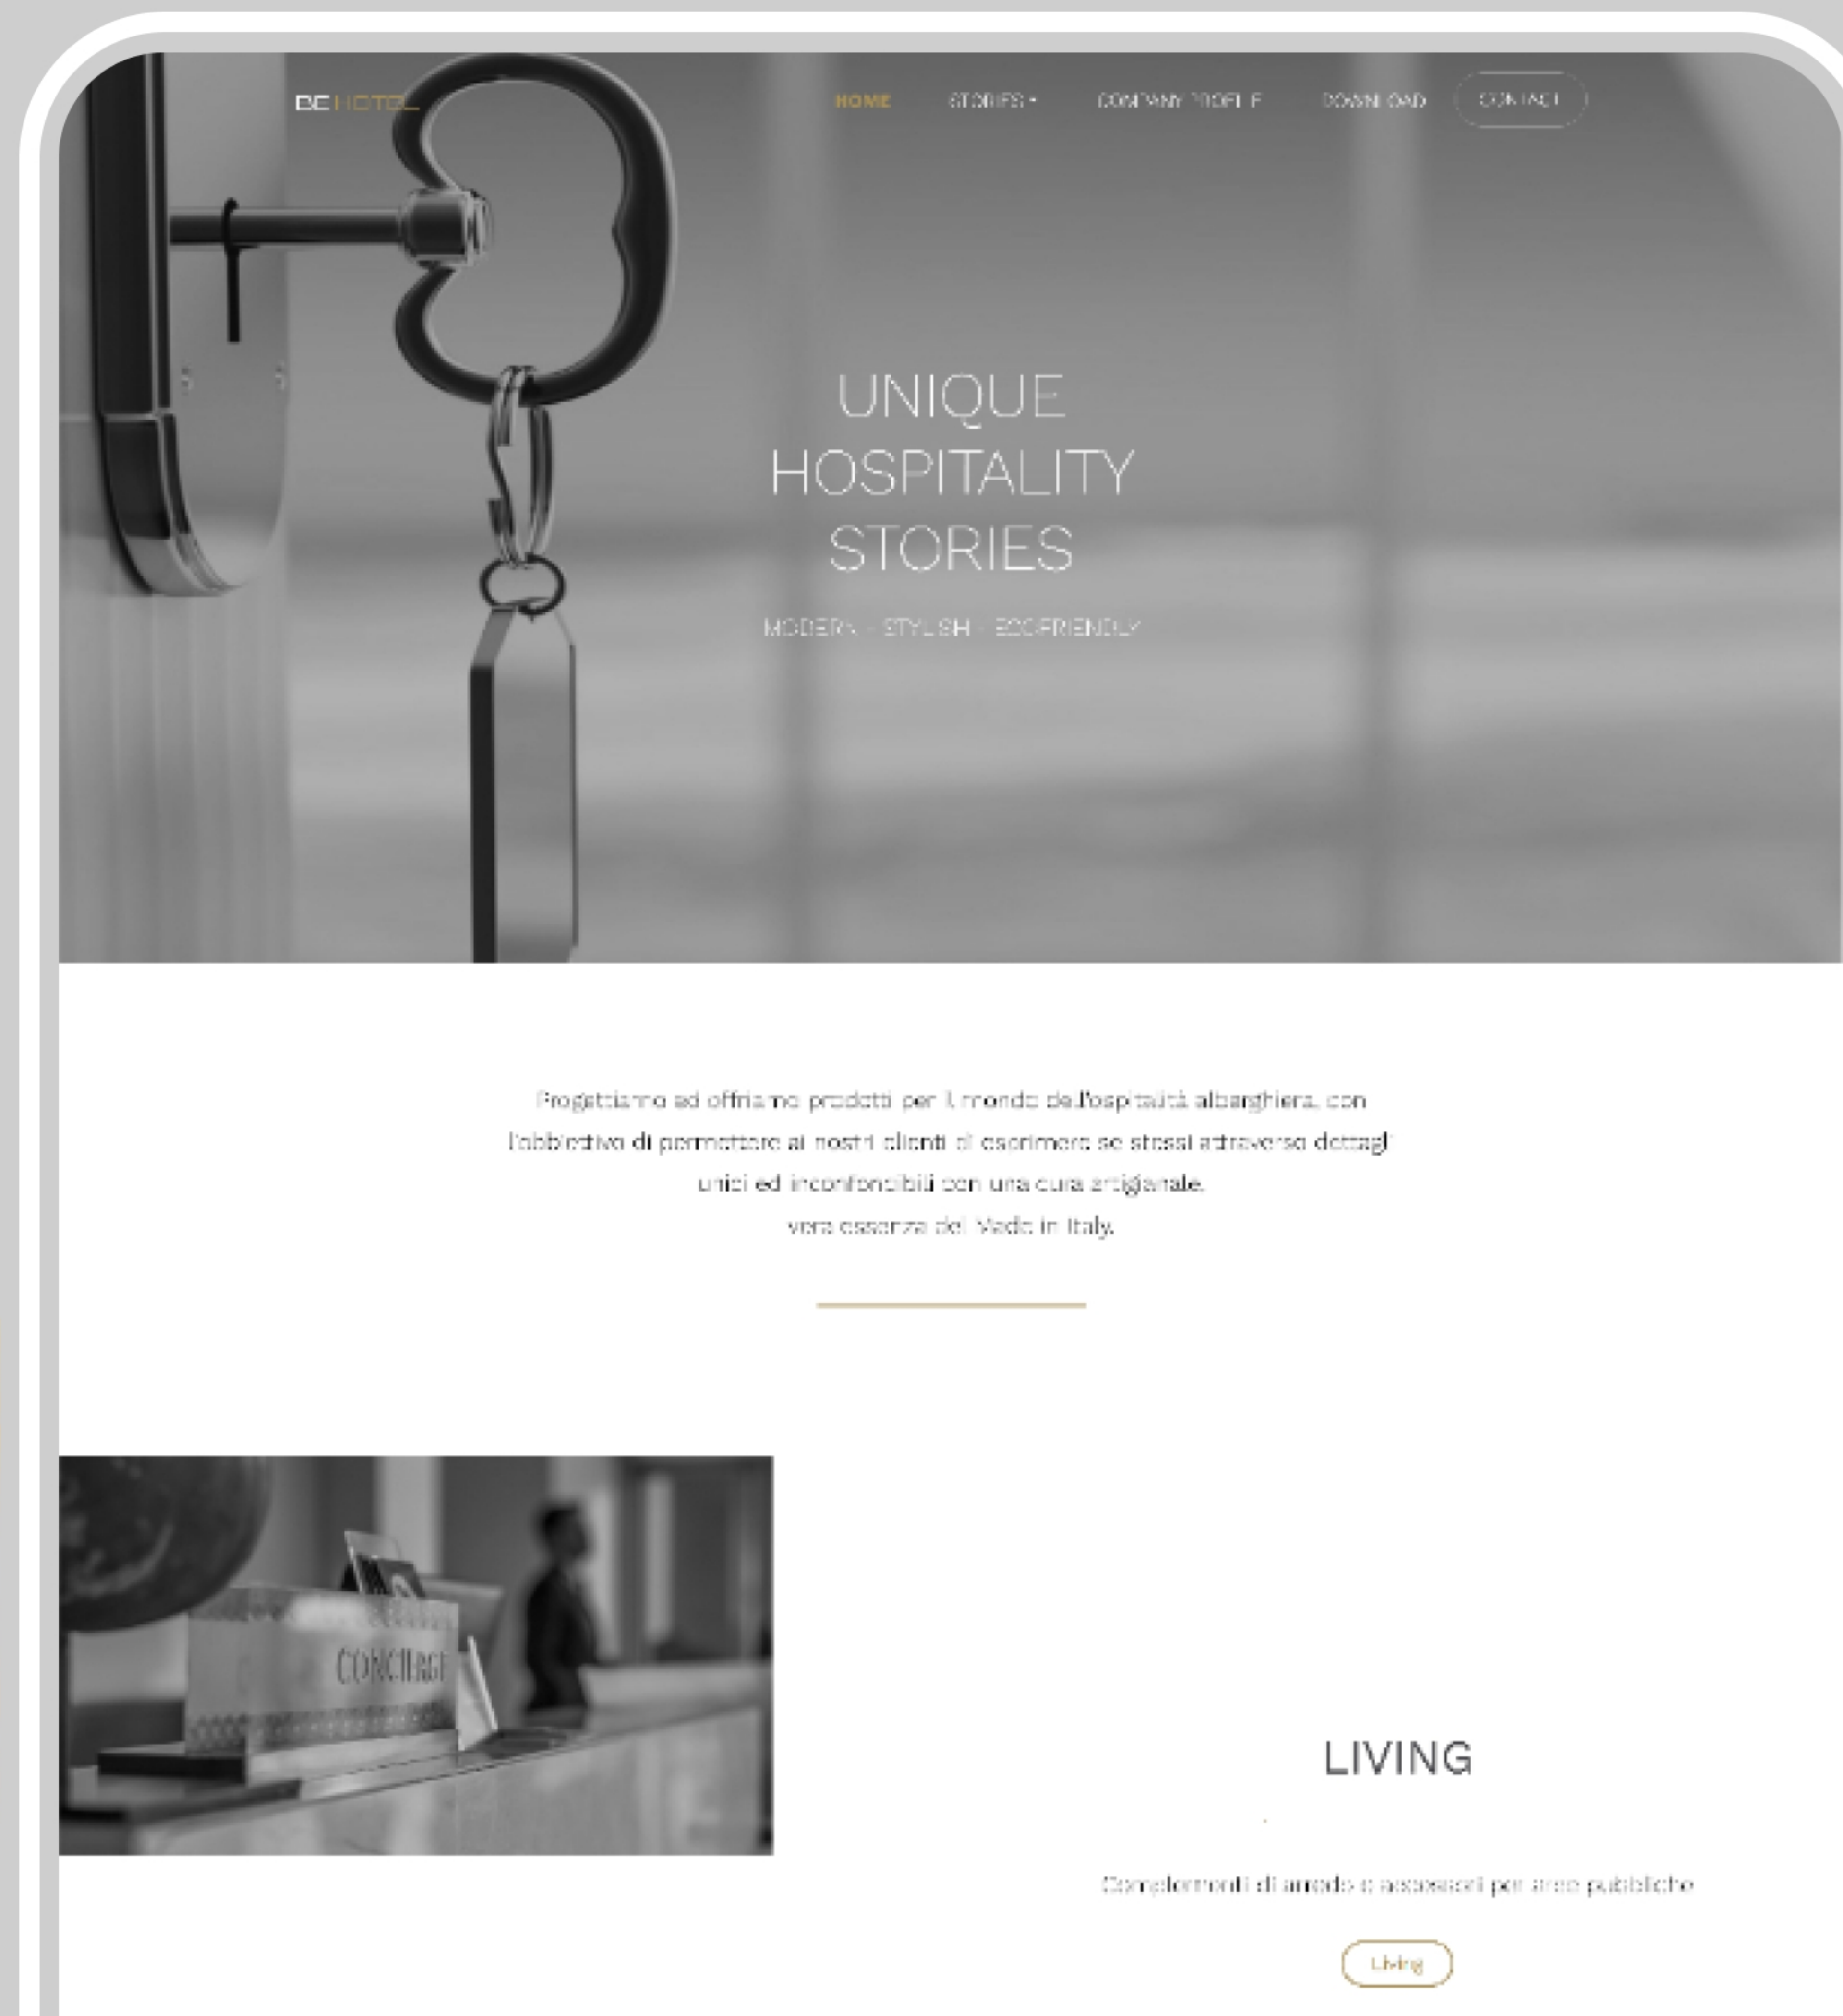 BEHOTEL
HOME STORIES COMPANY PROFILE DOWNLOAD CONTACT
UNIQUE
HOSPITALITY
STORIES
MODERN - STYLISH - ECOFRIENDLY
Progettiamo ed offriamo prodotti per il mondo dell'ospitalità alberghiera, con
l'obbiettivo di permettere ai nostri clienti di esprimere se stessi attraverso dettagli
unici ed inconfondibili con una cura artigianale,
vera essenza del Made in Italy.
CONCIERGE
LIVING
Complementi di arredo e accessori per aree pubbliche
Living